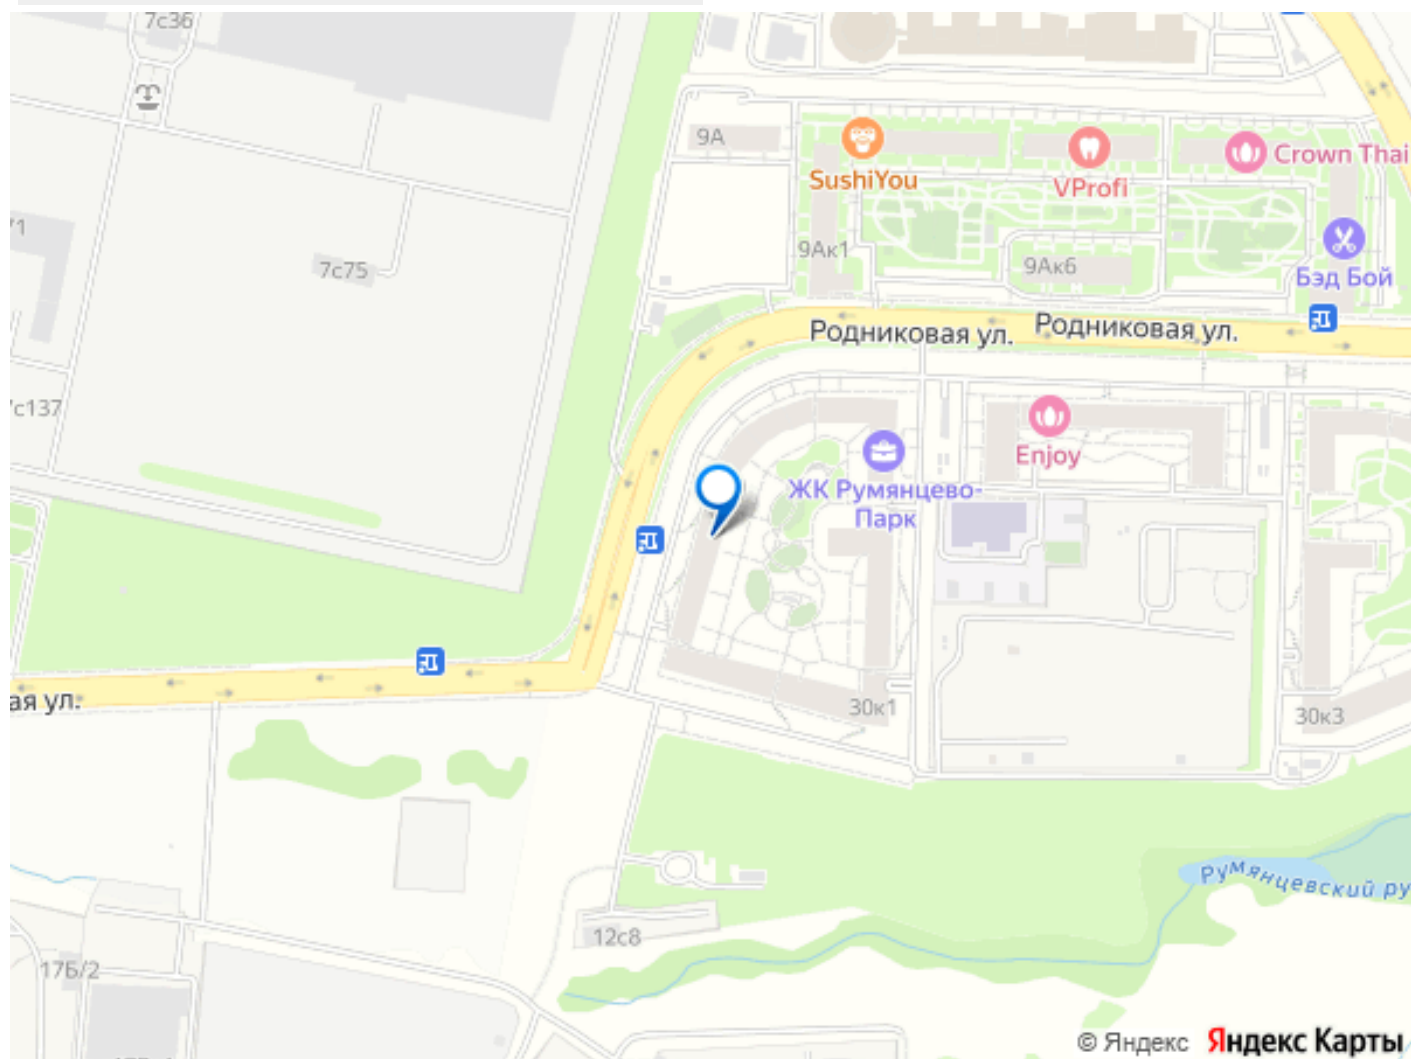 7с36
9А
SushiYou
VProfi
Crown Thai
/1
7с75
9Ак1
9Ак6
Бэд Бой
Родниковая ул.
Родниковая ул.
7с137
Enjoy
ЖК Румянцево-
Парк
ая ул.
30к1
30к3
Румянцевский ру
12с8
17Б/2
© Яндекс Яндекс Карты